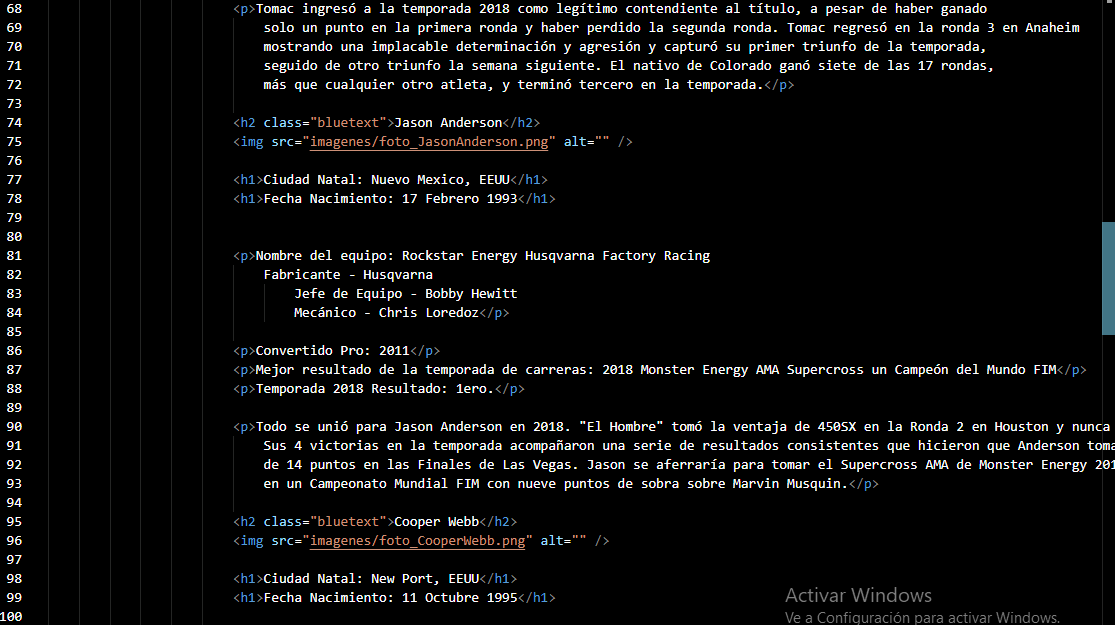 68 <p>Tomac ingresó a la temporada 2018 como legítimo contendiente al título, a pesar de haber ganado
69 solo un punto en la primera ronda y haber perdido la segunda ronda. Tomac regresó en la ronda 3 en Anaheim
70 mostrando una implacable determinación y agresión y capturó su primer triunfo de la temporada,
71 seguido de otro triunfo la semana siguiente. El nativo de Colorado ganó siete de las 17 rondas,
72 más que cualquier otro atleta, y terminó tercero en la temporada.</p>
73
74 <h2 class="bluetext">Jason Anderson</h2>
75 <img src="imagenes/foto_JasonAnderson.png" alt="" />
76
77 <h1>Ciudad Natal: Nuevo Mexico, EEUU</h1>
78 <h1>Fecha Nacimiento: 17 Febrero 1993</h1>
79
80
81 <p>Nombre del equipo: Rockstar Energy Husqvarna Factory Racing
82 Fabricante - Husqvarna
83 Jefe de Equipo - Bobby Hewitt
84 Mecánico - Chris Loredoz</p>
85
86 <p>Convertido Pro: 2011</p>
87 <p>Mejor resultado de la temporada de carreras: 2018 Monster Energy AMA Supercross un Campeón del Mundo FIM</p>
88 <p>Temporada 2018 Resultado: 1ero.</p>
89
90 <p>Todo se unió para Jason Anderson en 2018. "El Hombre" tomó la ventaja de 450SX en la Ronda 2 en Houston y nunca
91 Sus 4 victorias en la temporada acompañaron una serie de resultados consistentes que hicieron que Anderson toma
92 de 14 puntos en las Finales de Las Vegas. Jason se aferraría para tomar el Supercross AMA de Monster Energy 201
93 en un Campeonato Mundial FIM con nueve puntos de sobra sobre Marvin Musquin.</p>
94
95 <h2 class="bluetext">Cooper Webb</h2>
96 <img src="imagenes/foto_CooperWebb.png" alt="" />
97
98 <h1>Ciudad Natal: New Port, EEUU</h1>
99 <h1>Fecha Nacimiento: 11 Octubre 1995</h1>
100
Activar Windows
Ve a Configuración para activar Windows.